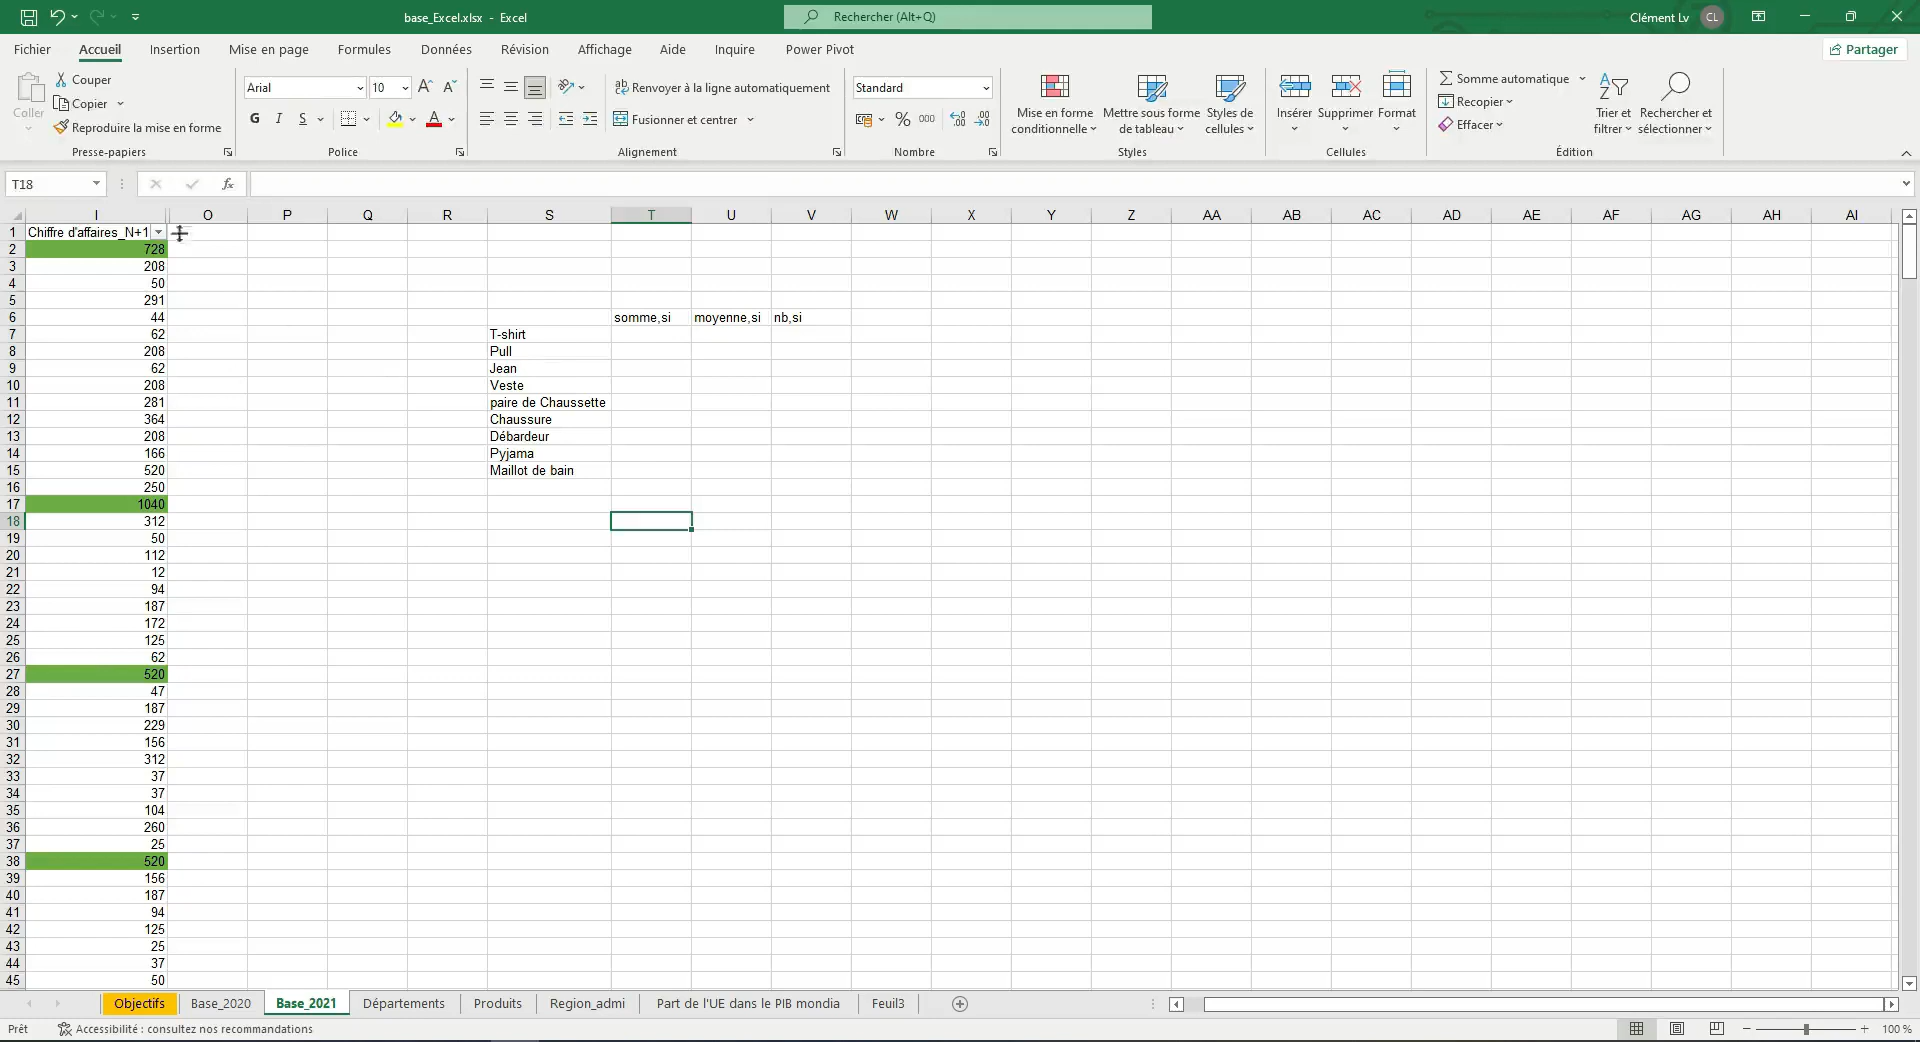 base_Excel.xlsx - Excel
Rechercher (Alt+Q)
Clément Lv
CL
Fichier
Accueil
Insertion
Mise en page
Formules
Données
Révision
Affichage
Aide
Inquire
Power Pivot
Partager
Coller
Couper
Copier
Reproduire la mise en forme
Presse-papiers
Arial
10
G
I
S
Police
Renvoyer à la ligne automatiquement
Fusionner et centrer
Alignement
Standard
%
000
Nombre
Mise en forme
conditionnelle
Mettre sous forme
de tableau
Styles de
cellules
Styles
Insérer
Supprimer
Format
Cellules
Somme automatique
Recopier
Effacer
Trier et
filtrer
Rechercher et
sélectionner
Édition
T18
fx
I O P Q R S T U V W X Y Z AA AB AC AD AE AF AG AH AI
1 Chiffre d'affaires_N+1
2 728
3 208
4 50
5 291
6 44 somme,si moyenne,si nb,si
7 62 T-shirt
8 208 Pull
9 62 Jean
10 208 Veste
11 281 paire de Chaussette
12 364 Chaussure
13 208 Débardeur
14 166 Pyjama
15 520 Maillot de bain
16 250
17 1040
18 312
19 50
20 112
21 12
22 94
23 187
24 172
25 125
26 62
27 520
28 47
29 187
30 229
31 156
32 312
33 37
34 37
35 104
36 260
37 25
38 520
39 156
40 187
41 94
42 125
43 25
44 37
45 50
Objectifs
Base_2020
Base_2021
Départements
Produits
Region_admi
Part de l'UE dans le PIB mondia
Feuil3
Prêt
Accessibilité : consultez nos recommandations
100 %